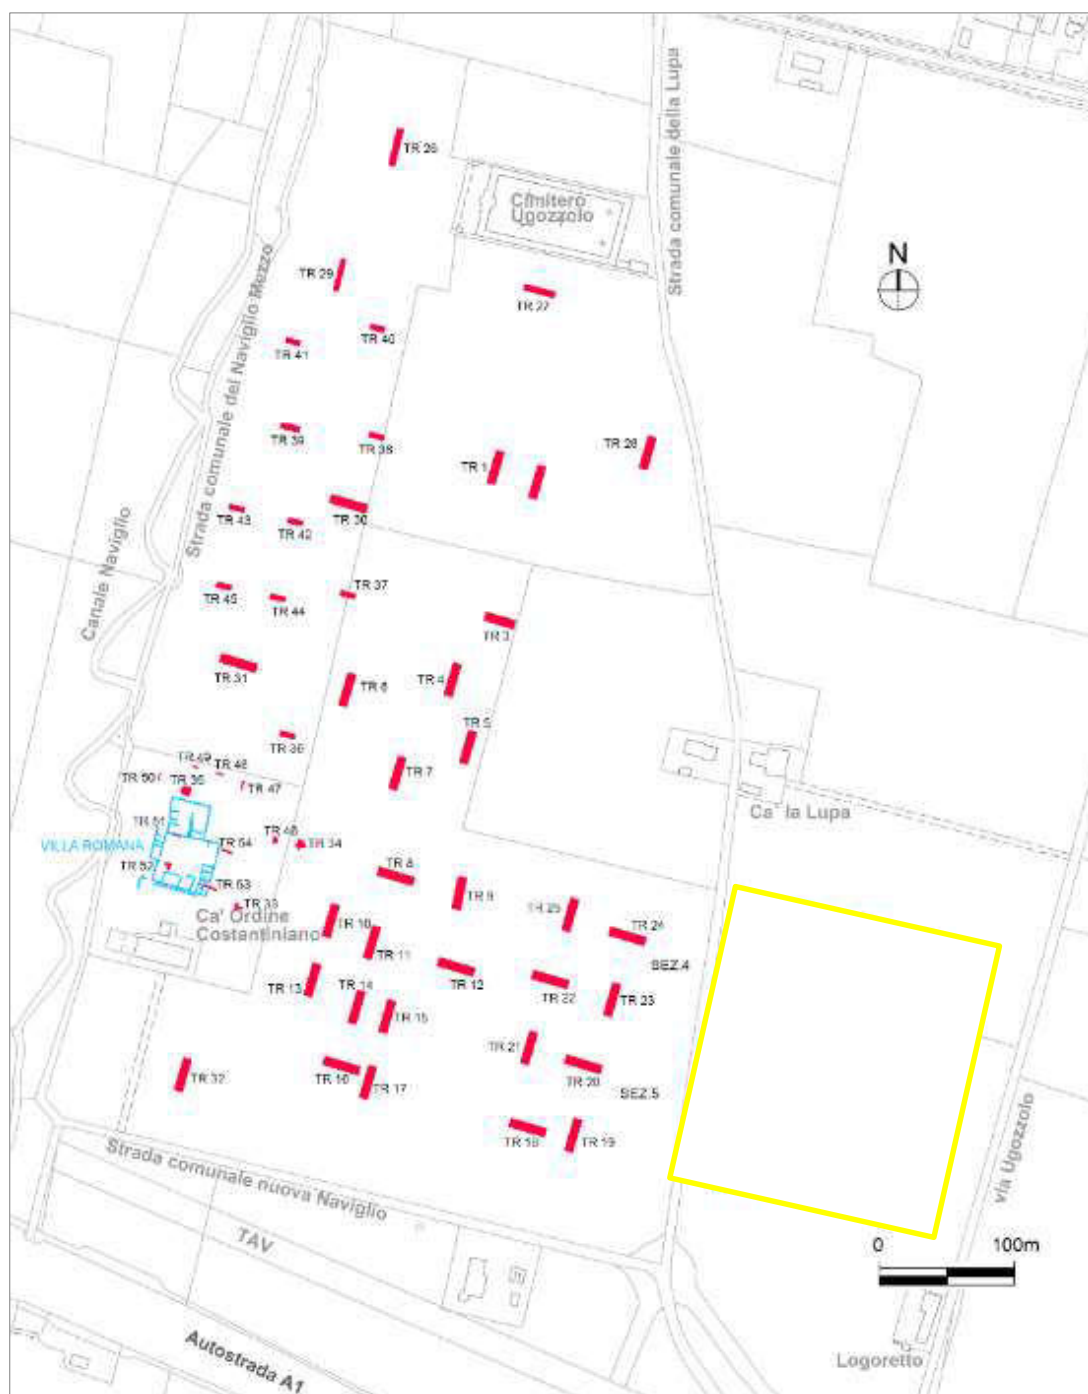 Strada comunale della Lupa
TR 26
Cimitero
Ugozzolo
N
TR 29
TR 27
TR 40
TR 41
Strada comunale del Naviglio Mezzo
TR 39
TR 38
TR 28
TR 1
TR 30
TR 43
TR 42
Canale Naviglio
TR 37
TR 45
TR 44
TR 3
TR 31
TR 6
TR 4
TR 5
TR 36
TR 49
TR 50
TR 35
TR 47
TR 7
Ca' la Lupa
TR 51
VILLA ROMANA
TR 54
TR 34
TR 52
TR 8
TR 53
TR 33
TR 9
TR 25
TR 24
Ca' Ordine
Costantiniano
TR 10
TR 11
SEZ.4
TR 12
TR 13
TR 14
TR 22
TR 23
TR 15
TR 21
TR 32
TR 16
TR 17
TR 20
SEZ.5
TR 18
TR 19
via Ugozzolo
Strada comunale nuova Naviglio
TAV
0 100m
Autostrada A1
Logoretto